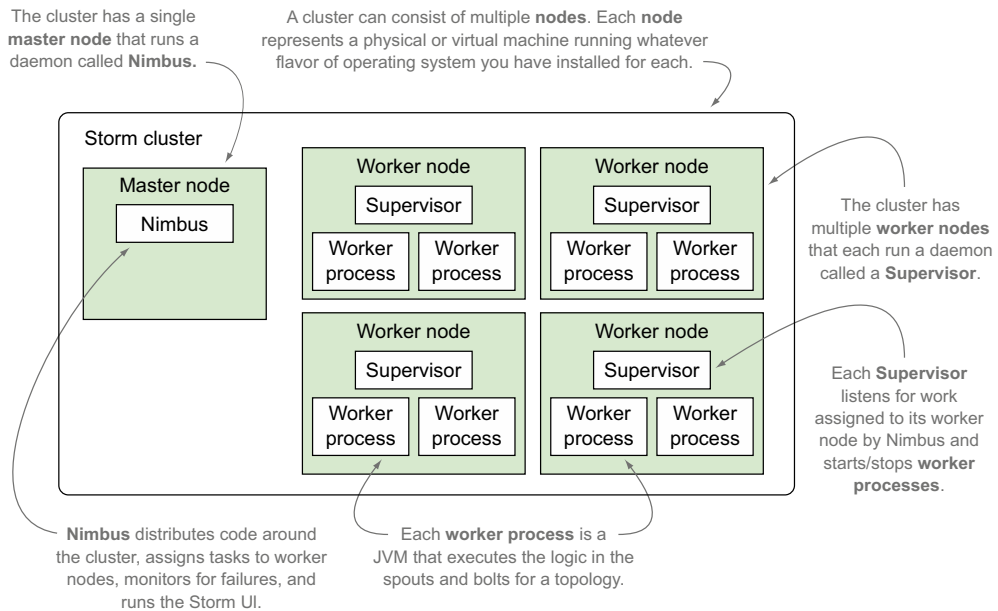 The cluster has a single
master node that runs a
daemon called Nimbus.
A cluster can consist of multiple nodes. Each node
represents a physical or virtual machine running whatever
flavor of operating system you have installed for each.
Storm cluster
Master node
Nimbus
Worker node
Supervisor
Worker
process
Worker
process
Worker node
Supervisor
Worker
process
Worker
process
Worker node
Supervisor
Worker
process
Worker
process
Worker node
Supervisor
Worker
process
Worker
process
The cluster has
multiple worker nodes
that each run a daemon
called a Supervisor.
Each Supervisor
listens for work
assigned to its worker
node by Nimbus and
starts/stops worker
processes.
Nimbus distributes code around
the cluster, assigns tasks to worker
nodes, monitors for failures, and
runs the Storm UI.
Each worker process is a
JVM that executes the logic in the
spouts and bolts for a topology.